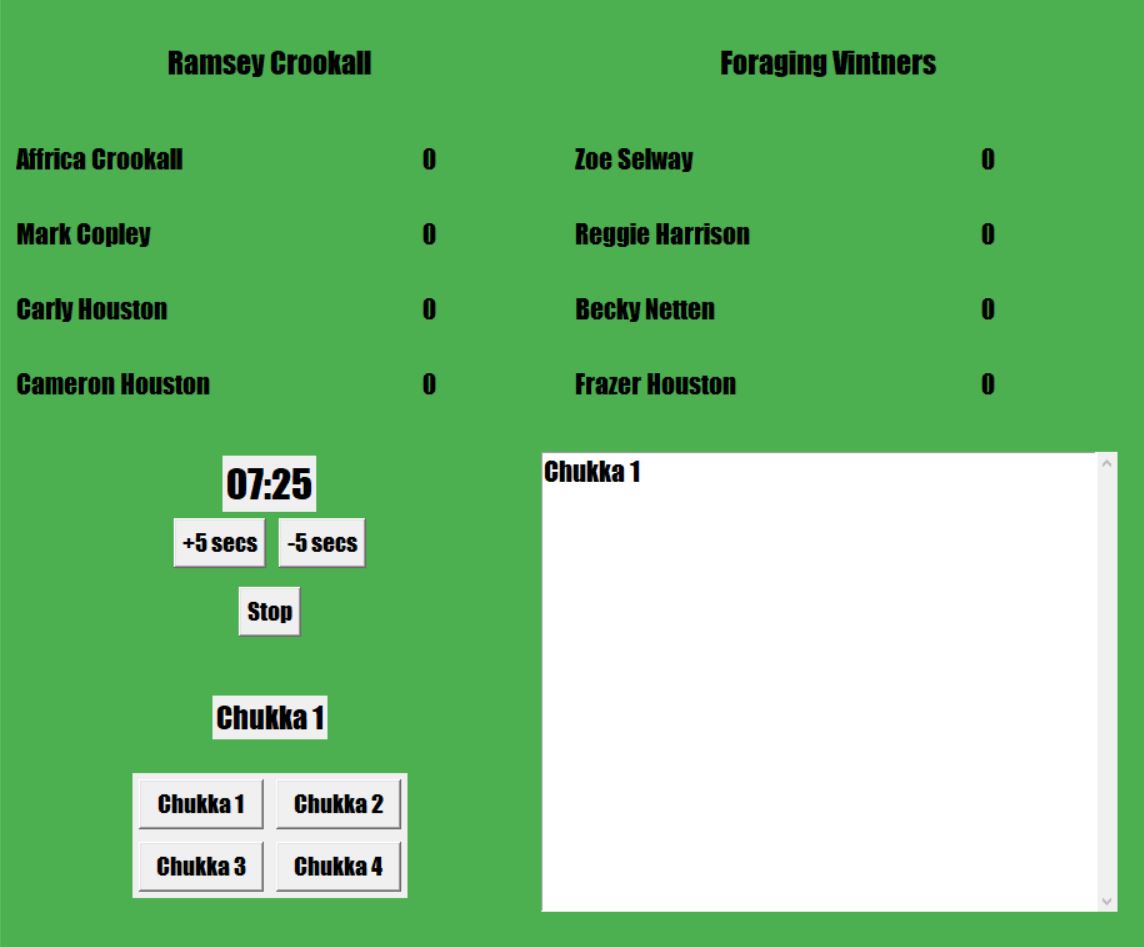 Ramsey Crookall
Foraging Vintners
Affrica Crookall 0
Zoe Selway 0
Mark Copley 0
Reggie Harrison 0
Carly Houston 0
Becky Netten 0
Cameron Houston 0
Frazer Houston 0
07:25
+5 secs -5 secs
Stop
Chukka 1
Chukka 1 Chukka 2
Chukka 3 Chukka 4
Chukka 1